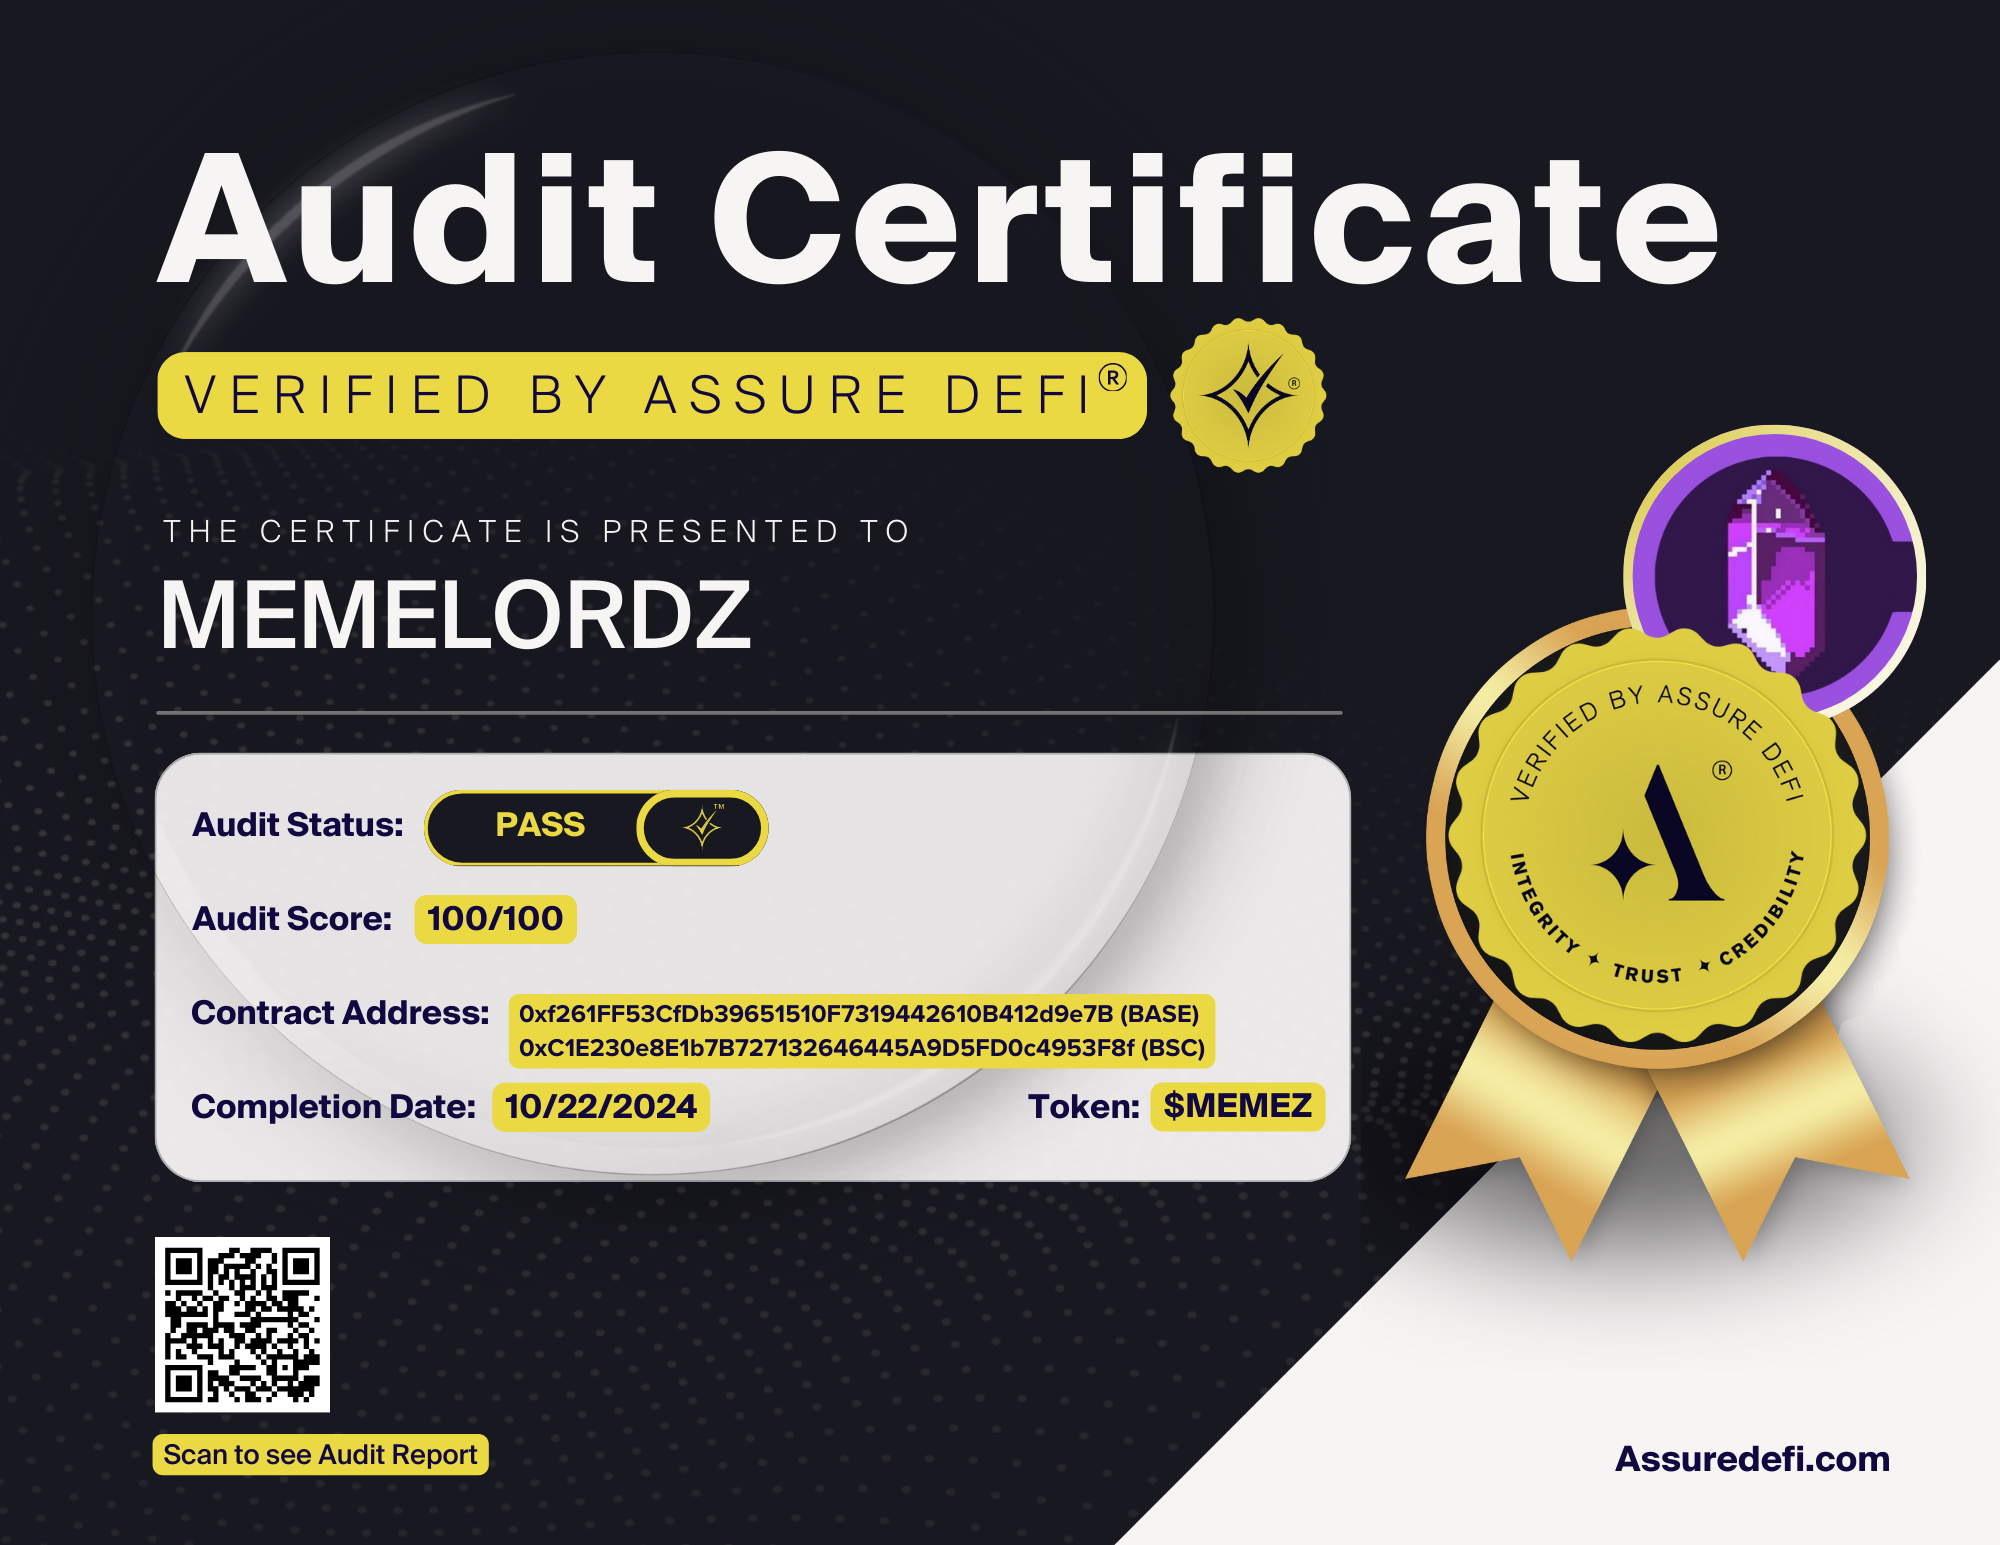 Audit Certificate
VERIFIED BY ASSURE DEFI®
®
THE CERTIFICATE IS PRESENTED TO
MEMELORDZ
Audit Status: PASS ™
Audit Score: 100/100
Contract Address: 0xf261FF53CfDb39651510F7319442610B412d9e7B (BASE)
0xC1E230e8E1b7B727132646445A9D5FD0c4953F8f (BSC)
Completion Date: 10/22/2024
Token: $MEMEZ
VERIFIED BY ASSURE DEFI
®
INTEGRITY ✦ TRUST ✦ CREDIBILITY
Scan to see Audit Report
Assuredefi.com